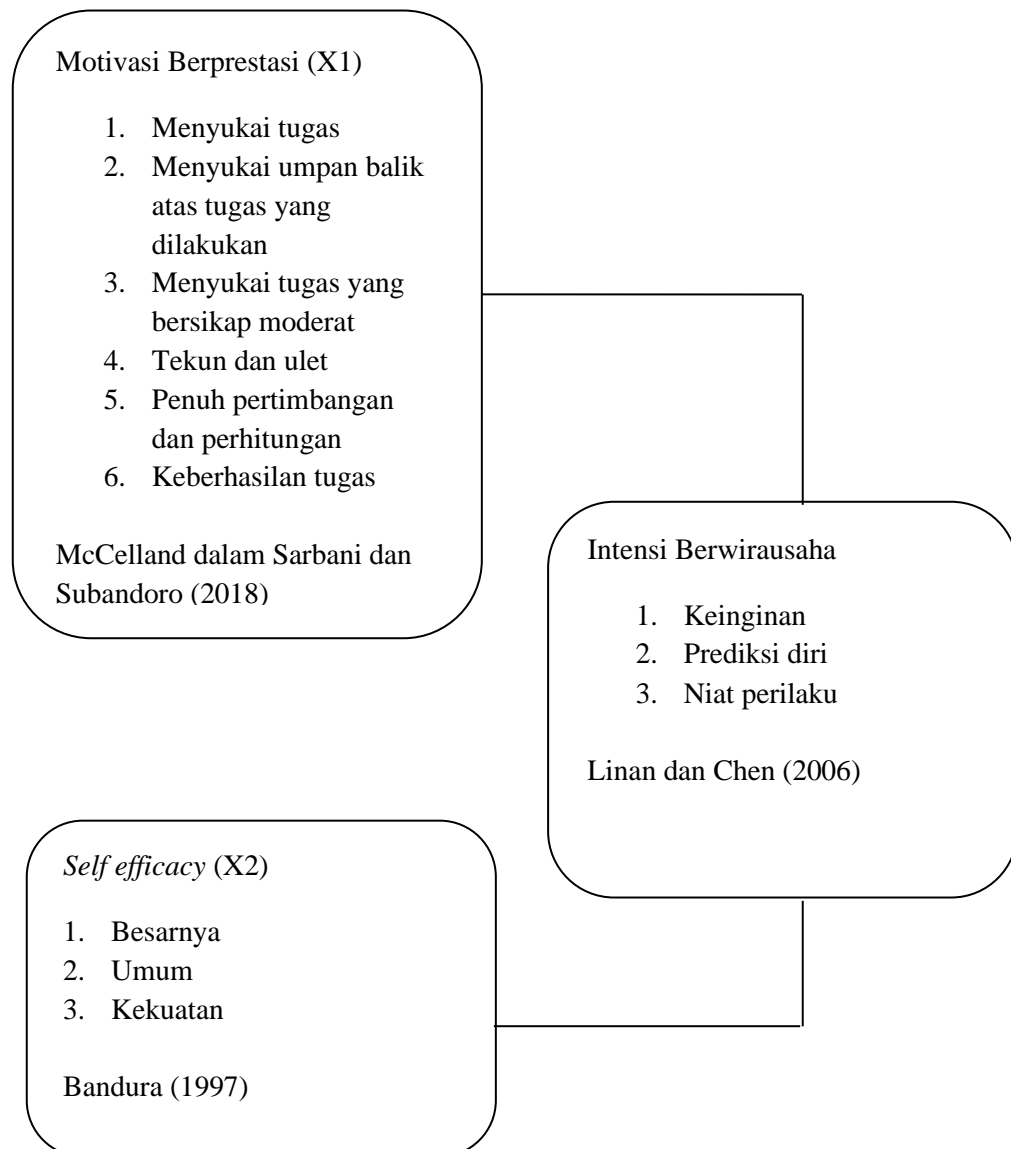 Motivasi Berprestasi (X1)
1. Menyukai tugas
2. Menyukai umpan balik
atas tugas yang
dilakukan
3. Menyukai tugas yang
bersikap moderat
4. Tekun dan ulet
5. Penuh pertimbangan
dan perhitungan
6. Keberhasilan tugas
McCelland dalam Sarbani dan
Subandoro (2018)
Intensi Berwirausaha
1. Keinginan
2. Prediksi diri
3. Niat perilaku
Linan dan Chen (2006)
Self efficacy (X2)
1. Besarnya
2. Umum
3. Kekuatan
Bandura (1997)